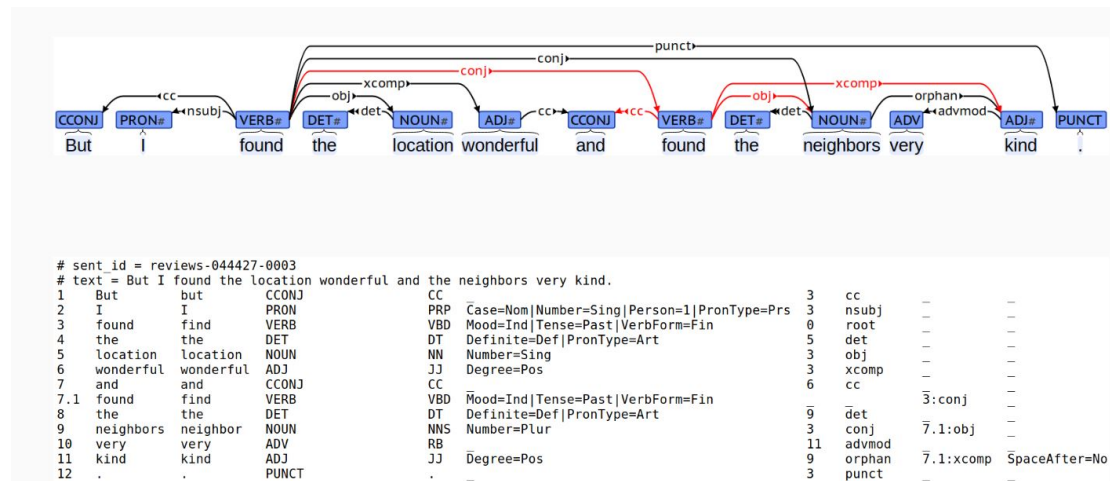 punct
conj
conj
xcomp xcomp
cc obj obj orphan
nsubj det cc cc det advmod
CCONJ PRON# VERB# DET# NOUN# ADJ# CCONJ VERB# DET# NOUN# ADV ADJ# PUNCT
But I found the location wonderful and found the neighbors very kind .
# sent_id = reviews-044427-0003
# text = But I found the location wonderful and the neighbors very kind.
1 But but CCONJ CC _ 3 cc _ _
2 I I PRON PRP Case=Nom|Number=Sing|Person=1|PronType=Prs 3 nsubj _ _
3 found find VERB VBD Mood=Ind|Tense=Past|VerbForm=Fin 0 root _ _
4 the the DET DT Definite=Def|PronType=Art 5 det _ _
5 location location NOUN NN Number=Sing 3 obj _ _
6 wonderful wonderful ADJ JJ Degree=Pos 3 xcomp _ _
7 and and CCONJ CC _ 6 cc _ _
7.1 found find VERB VBD Mood=Ind|Tense=Past|VerbForm=Fin _ _ 3:conj _
8 the the DET DT Definite=Def|PronType=Art 9 det _ _
9 neighbors neighbor NOUN NNS Number=Plur 3 conj 7.1:obj _
10 very very ADV RB _ 11 advmod _ _
11 kind kind ADJ JJ Degree=Pos 9 orphan 7.1:xcomp SpaceAfter=No
12 . . PUNCT . _ 3 punct _ _